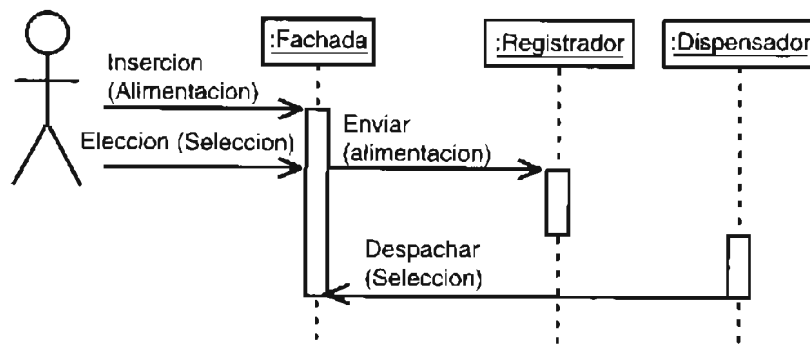 :Fachada
:Registrador
:Dispensador
Insercion
(Alimentacion)
Eleccion (Seleccion)
Enviar
(alimentacion)
Despachar
(Seleccion)